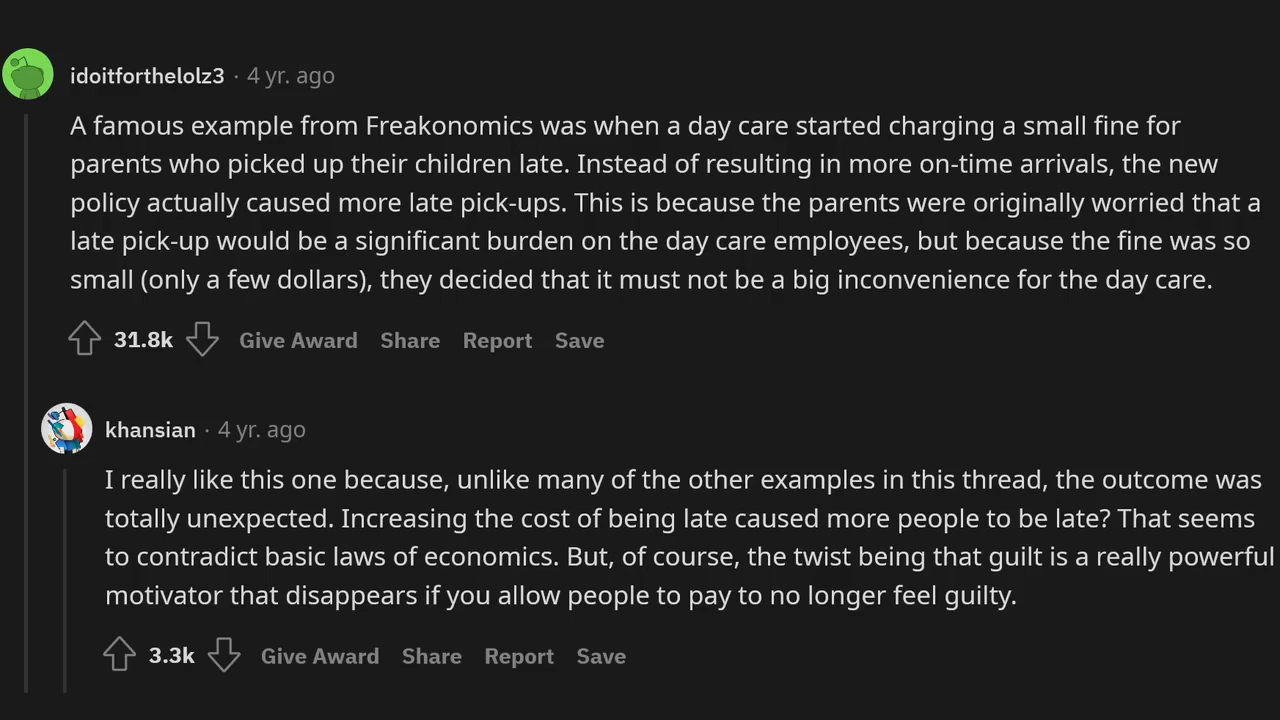 idoitforthelolz3 · 4 yr. ago
A famous example from Freakonomics was when a day care started charging a small fine for
parents who picked up their children late. Instead of resulting in more on-time arrivals, the new
policy actually caused more late pick-ups. This is because the parents were originally worried that a
late pick-up would be a significant burden on the day care employees, but because the fine was so
small (only a few dollars), they decided that it must not be a big inconvenience for the day care.
31.8k Give Award Share Report Save
khansian · 4 yr. ago
I really like this one because, unlike many of the other examples in this thread, the outcome was
totally unexpected. Increasing the cost of being late caused more people to be late? That seems
to contradict basic laws of economics. But, of course, the twist being that guilt is a really powerful
motivator that disappears if you allow people to pay to no longer feel guilty.
3.3k Give Award Share Report Save